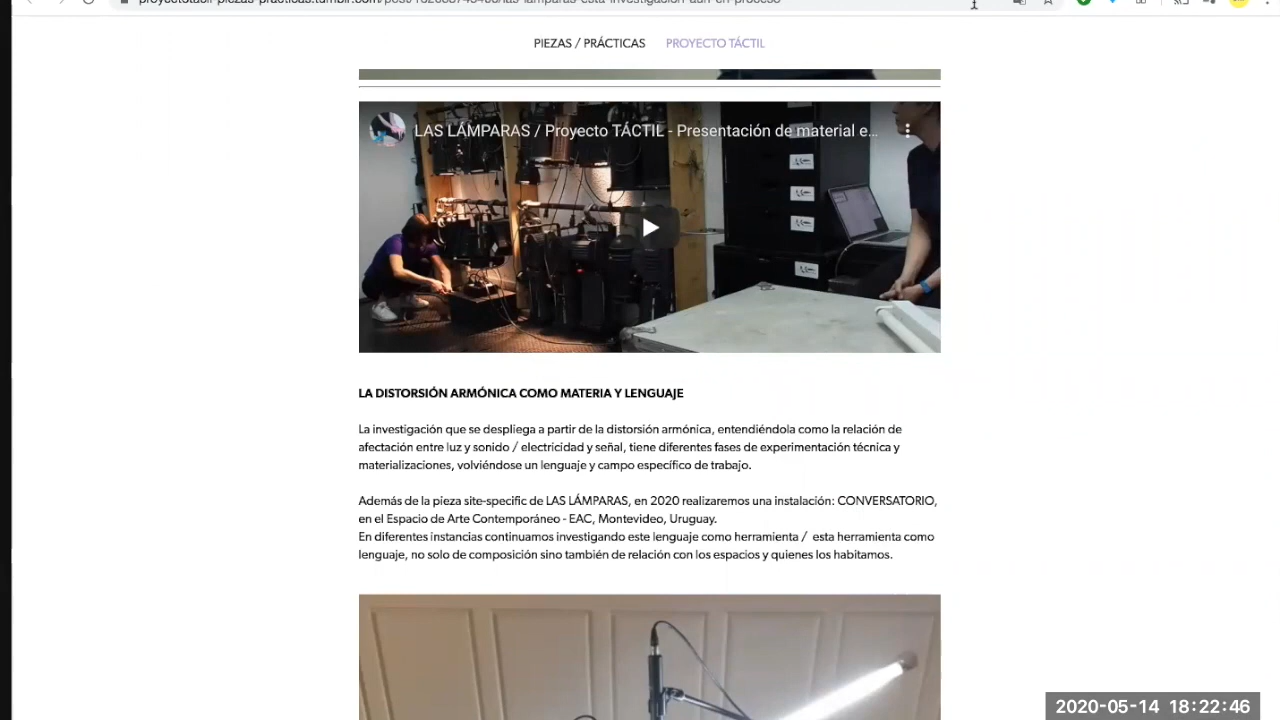 PIEZAS / PRÁCTICAS PROYECTO TÁCTIL
LAS LÁMPARAS / Proyecto TÁCTIL - Presentación de material e...
LA DISTORSIÓN ARMÓNICA COMO MATERIA Y LENGUAJE
La investigación que se despliega a partir de la distorsión armónica, entendiéndola como la relación de
afectación entre luz y sonido / electricidad y señal, tiene diferentes fases de experimentación técnica y
materializaciones, volviéndose un lenguaje y campo específico de trabajo.
Además de la pieza site-specific de LAS LÁMPARAS, en 2020 realizaremos una instalación: CONVERSATORIO,
en el Espacio de Arte Contemporáneo - EAC, Montevideo, Uruguay.
En diferentes instancias continuamos investigando este lenguaje como herramienta / esta herramienta como
lenguaje, no solo de composición sino también de relación con los espacios y quienes los habitamos.
2020-05-14 18:22:46